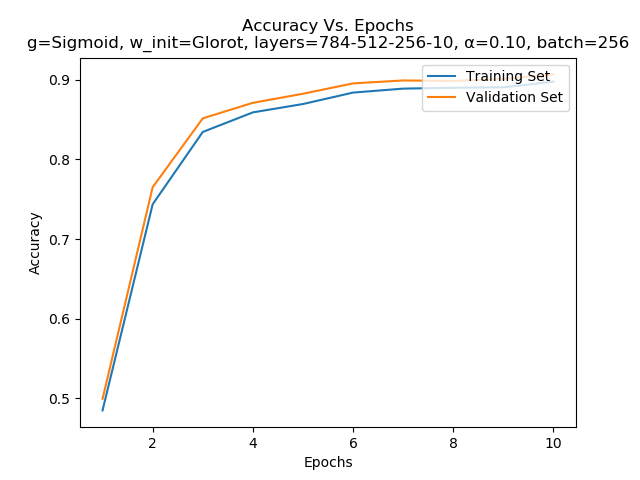 Accuracy Vs. Epochs
g=Sigmoid, w_init=Glorot, layers=784-512-256-10, α=0.10, batch=256
Training Set
Validation Set
0.9
0.8
0.7
0.6
0.5
Accuracy
2 4 6 8 10
Epochs